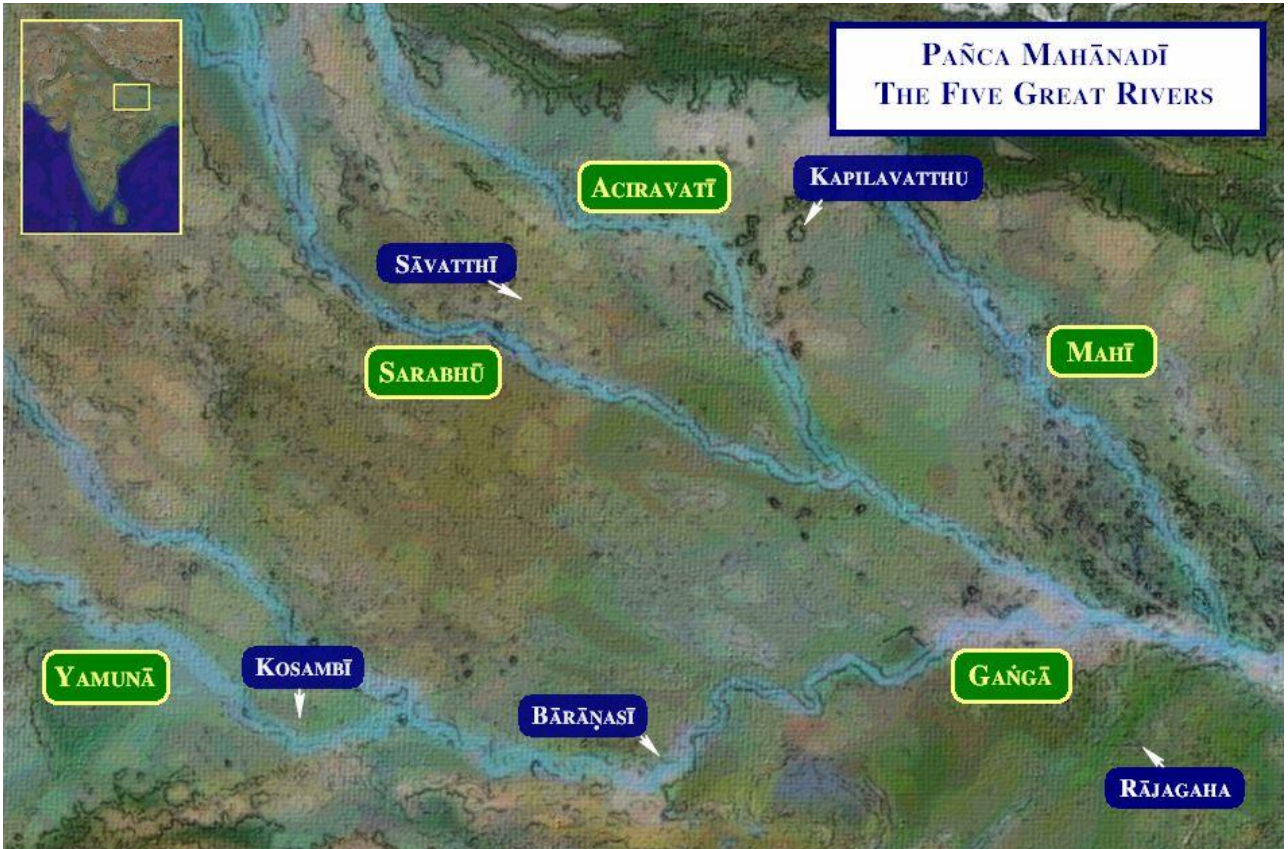 Pañca Mahānadī
The Five Great Rivers
Aciravatī
Kapilavatthu
Sāvatthī
Sarabhū
Mahī
Yamunā
Kosambī
Gaṅgā
Bārāṇasī
Rājagaha